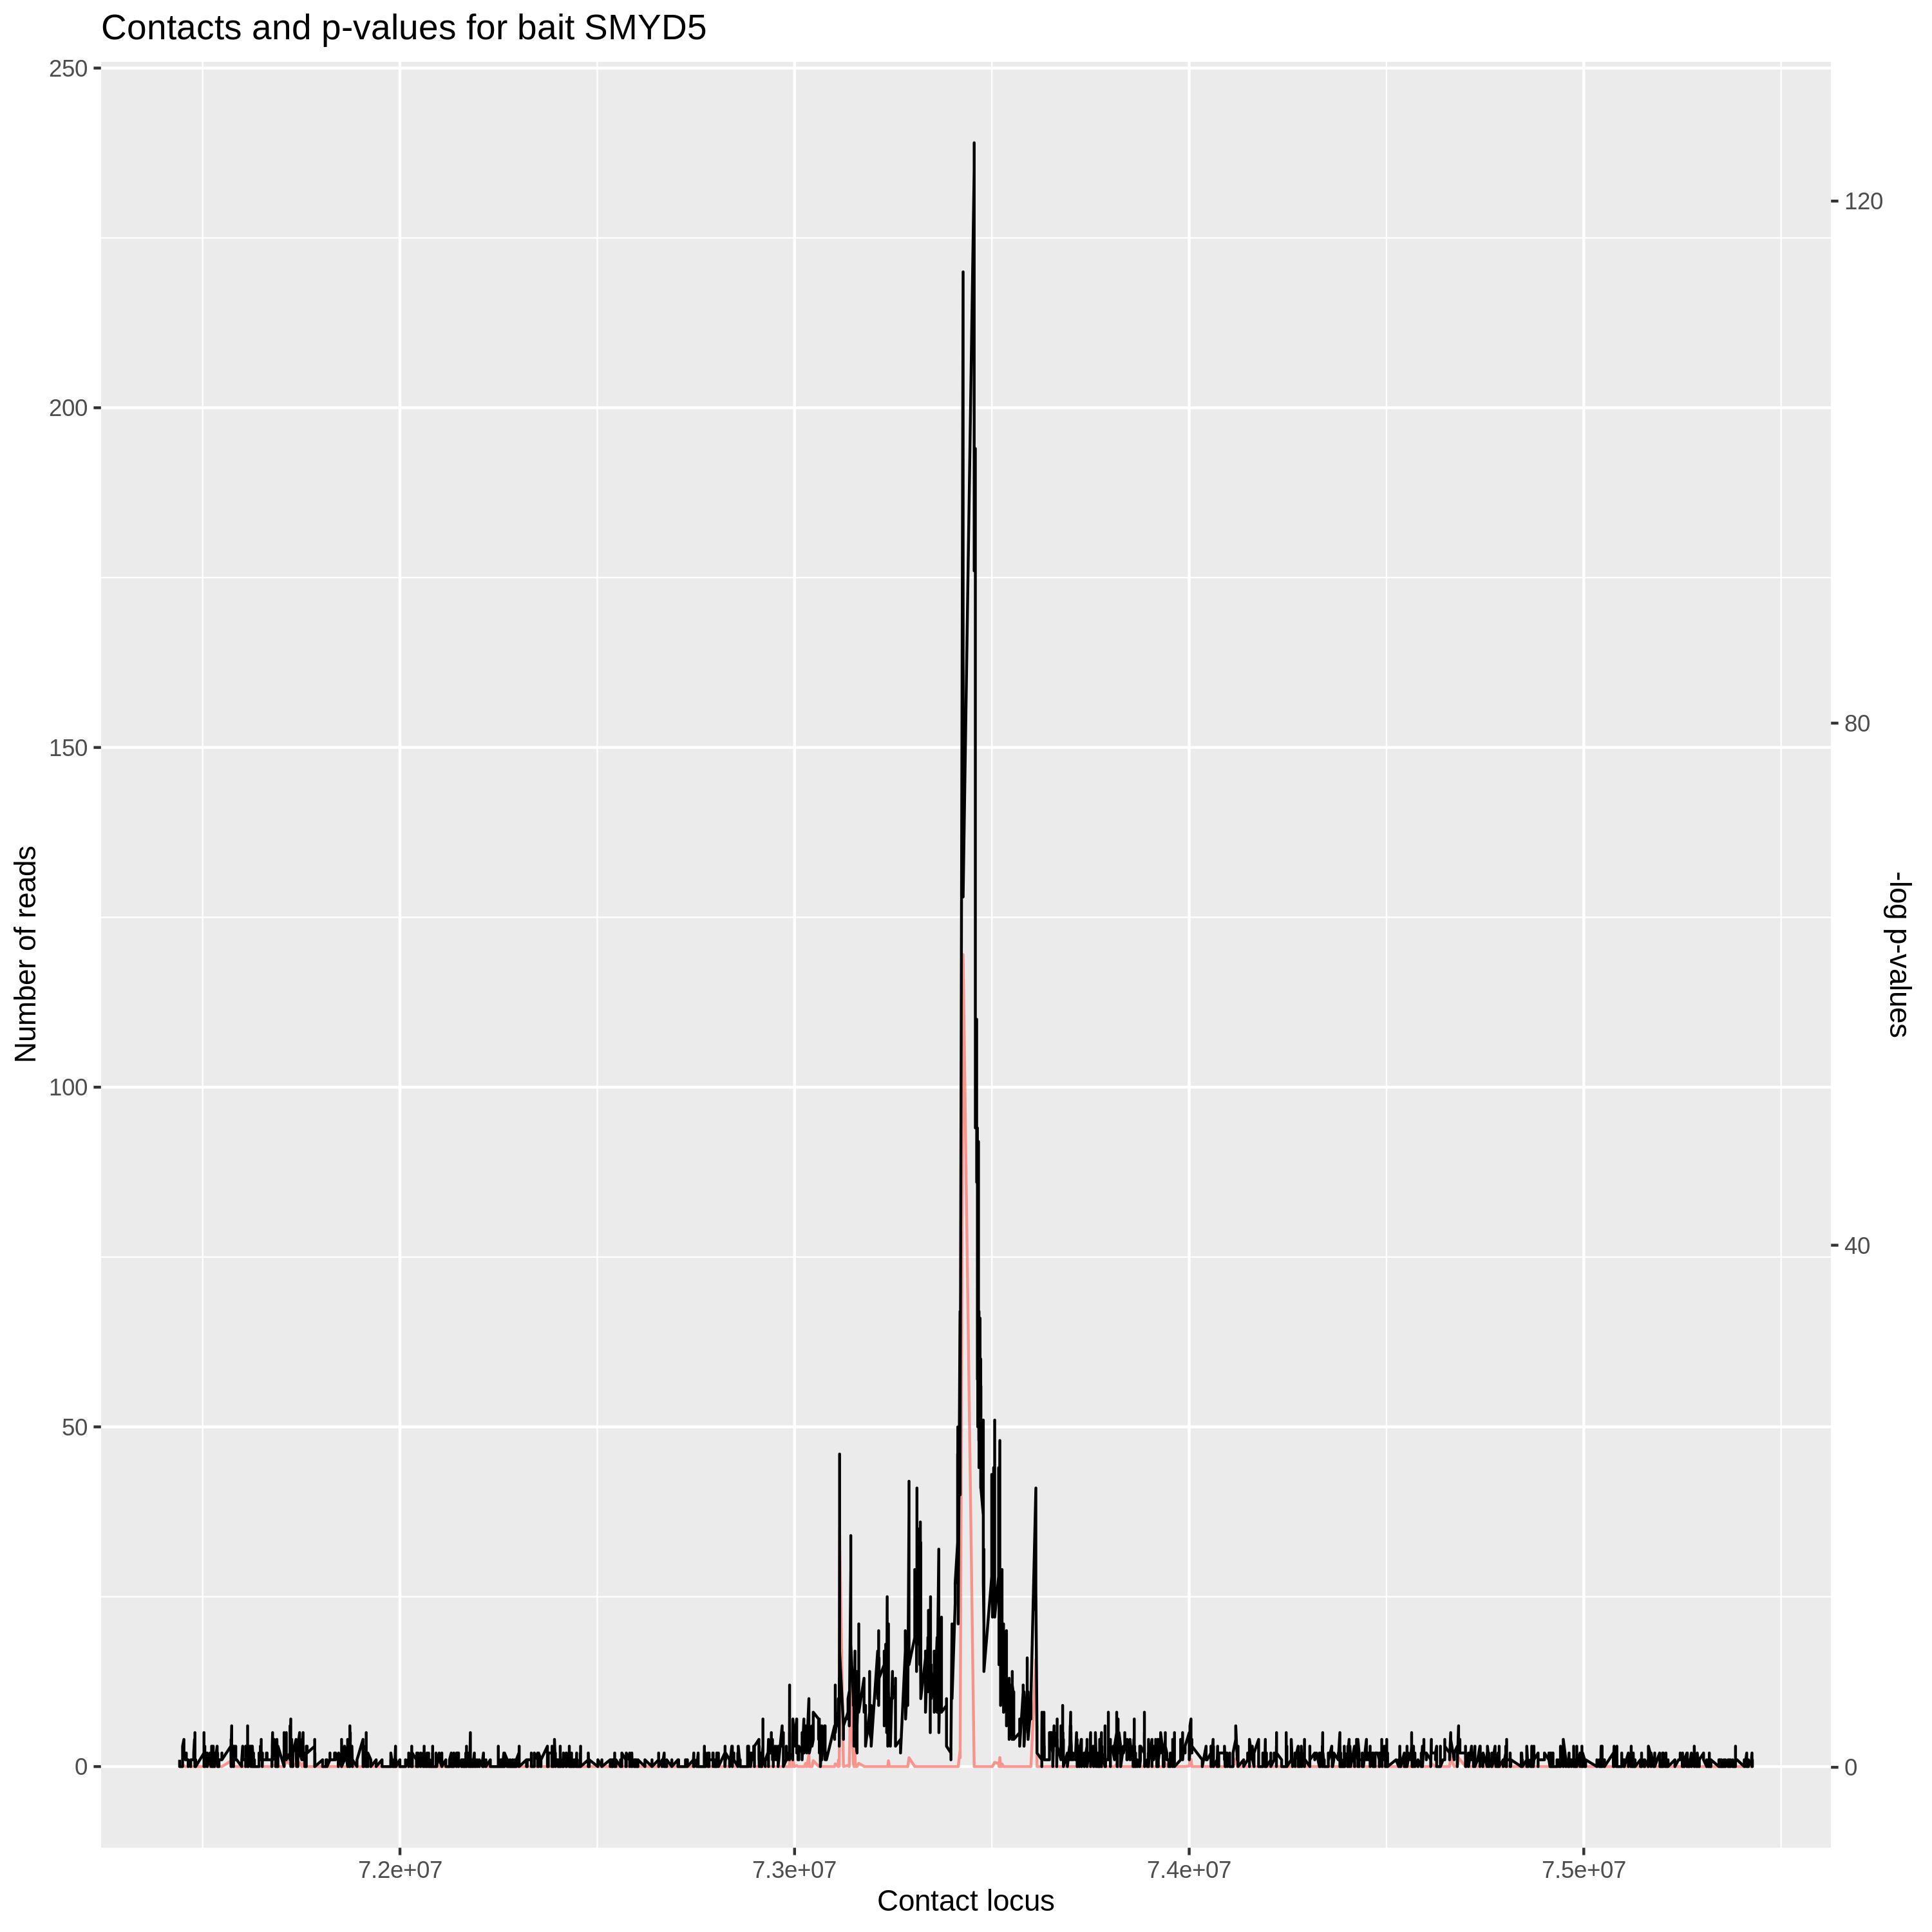 Contacts and p-values for bait SMYD5
250
200
150
100
50
0
Number of reads
120
80
40
0
-log p-values
7.2e+07 7.3e+07 7.4e+07 7.5e+07
Contact locus